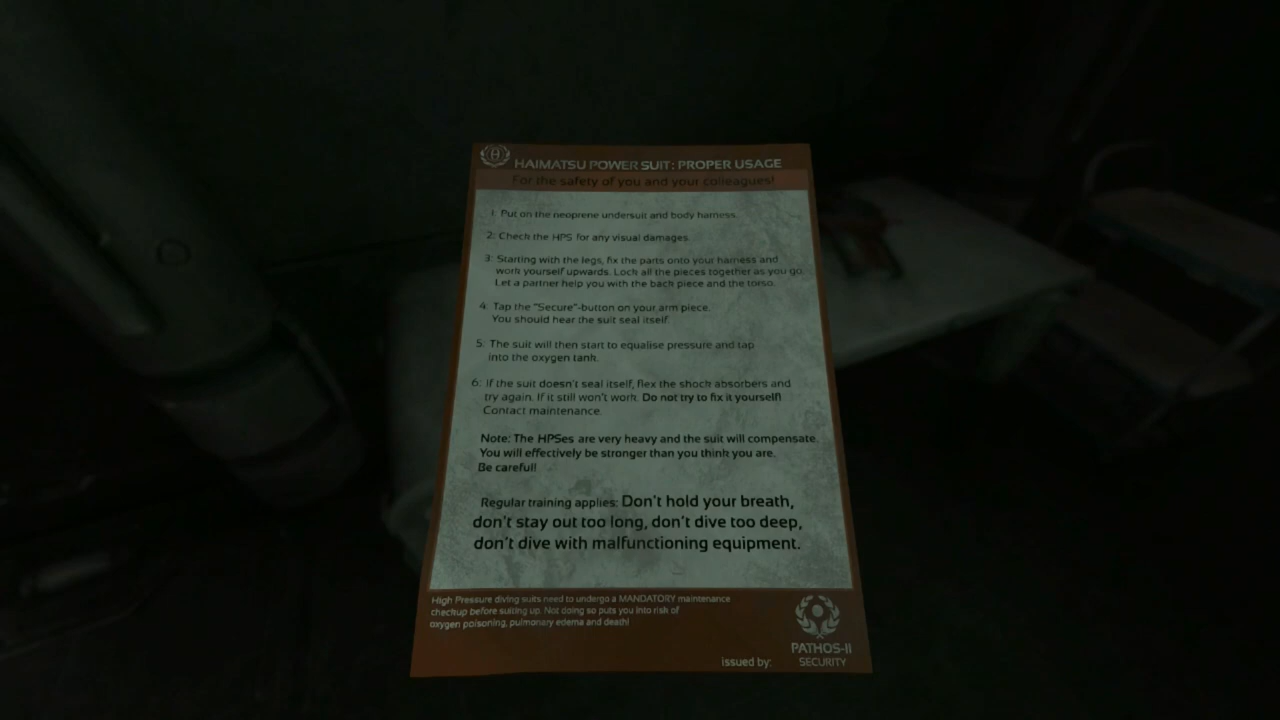 HAIMATSU POWER SUIT: PROPER USAGE
For the safety of you and your colleagues!
1: Put on the neoprene undersuit and body harness.
2: Check the HPS for any visual damages.
3: Starting with the legs, fix the parts onto your harness and
work yourself upwards. Lock all the pieces together as you go.
Let a partner help you with the back piece and the torso.
4: Tap the "Secure"-button on your arm piece.
You should hear the suit seal itself.
5: The suit will then start to equalise pressure and tap
into the oxygen tank.
6: If the suit doesn't seal itself, flex the shock absorbers and
try again. If it still won't work. Do not try to fix it yourself!
Contact maintenance.
Note: The HPSes are very heavy and the suit will compensate.
You will effectively be stronger than you think you are.
Be careful!
Regular training applies: Don't hold your breath,
don't stay out too long, don't dive too deep,
don't dive with malfunctioning equipment.
High Pressure diving suits need to undergo a MANDATORY maintenance
checkup before suiting up. Not doing so puts you into risk of
oxygen poisoning, pulmonary edema and death!
issued by:
PATHOS-II
SECURITY